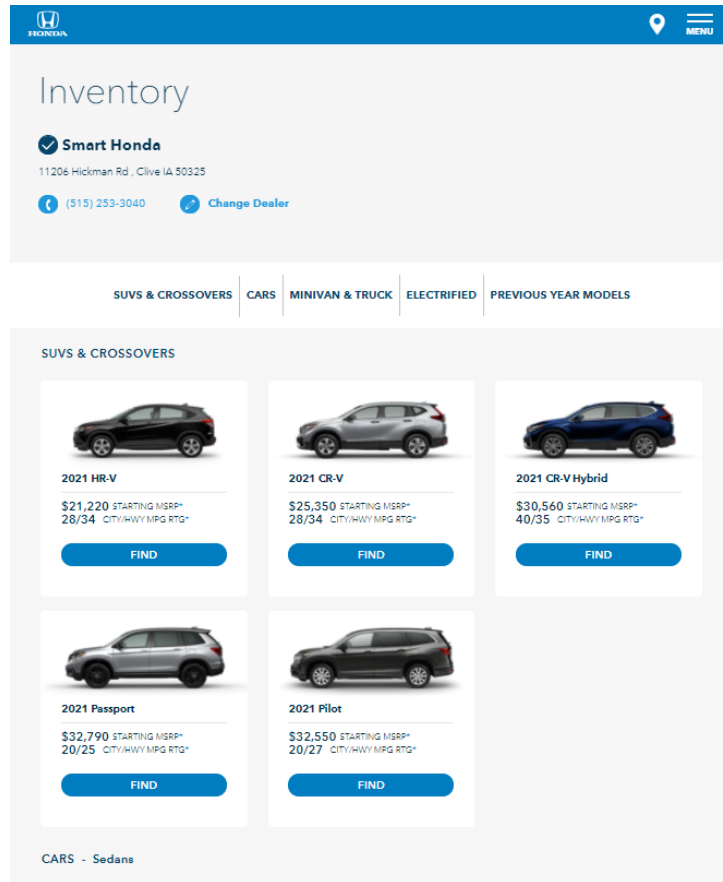 HONDA
MENU
Inventory
Smart Honda
11206 Hickman Rd , Clive IA 50325
(515) 253-3040 Change Dealer
SUVS & CROSSOVERS CARS MINIVAN & TRUCK ELECTRIFIED PREVIOUS YEAR MODELS
SUVS & CROSSOVERS
2021 HR-V
$21,220 STARTING MSRP*
28/34 CITY/HWY MPG RTG*
FIND
2021 CR-V
$25,350 STARTING MSRP*
28/34 CITY/HWY MPG RTG*
FIND
2021 CR-V Hybrid
$30,560 STARTING MSRP*
40/35 CITY/HWY MPG RTG*
FIND
2021 Passport
$32,790 STARTING MSRP*
20/25 CITY/HWY MPG RTG*
FIND
2021 Pilot
$32,550 STARTING MSRP*
20/27 CITY/HWY MPG RTG*
FIND
CARS - Sedans